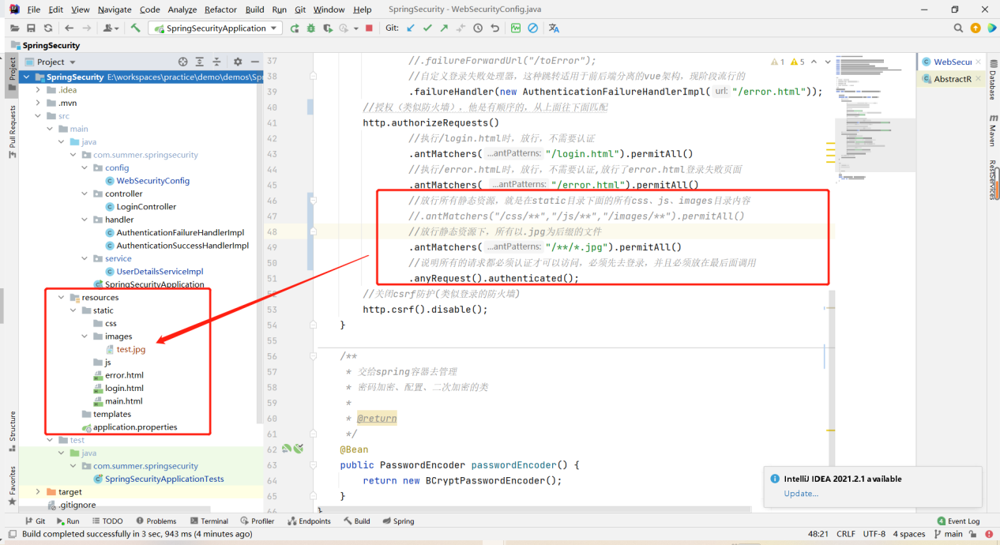 File Edit View Navigate Code Analyze Refactor Build Run Git Window Help SpringSecurity - WebSecurityConfig.java
SpringSecurityApplication Git:
SpringSecurity
Project
SpringSecurity E:\workspaces\practice\demo\demos\Spr
.idea
.mvn
src
main
java
com.summer.springsecurity
config
WebSecurityConfig
controller
LoginController
handler
AuthenticationFailureHandlerImpl
AuthenticationSuccessHandlerImpl
service
UserDetailsServiceImpl
SpringSecurityApplication
resources
static
css
images
test.jpg
js
error.html
login.html
main.html
templates
application.properties
test
java
com.summer.springsecurity
SpringSecurityApplicationTests
target
.gitignore
Project
Pull Requests
Structure
Favorites
37 //.failureForwardUrl("/toError");
38 //自定义登录失败处理器，这种跳转适用于前后端分离的vue架构，现阶段流行的
39 .failureHandler(new AuthenticationFailureHandlerImpl( url: "/error.html"));
40 //授权（类似防火墙），他是有顺序的，从上面往下面匹配
41 http.authorizeRequests()
42 //执行/login.html时，放行，不需要认证
43 .antMatchers( ...antPatterns: "/login.html").permitAll()
44 //执行/error.html时，放行，不需要认证,放行了error.html登录失败页面
45 .antMatchers( ...antPatterns: "/error.html").permitAll()
46 //放行所有静态资源，就是在static目录下面的所有css、js、images目录内容
47 //.antMatchers("/css/**","/js/**","/images/**").permitAll()
48 //放行静态资源下，所有以.jpg为后缀的文件
49 .antMatchers( ...antPatterns: "/**/*.jpg").permitAll()
50 //说明所有的请求都必须认证才可以访问，必须先去登录，并且必须放在最后面调用
51 .anyRequest().authenticated();
52 //关闭csrf防护(类似登录的防火墙)
53 http.csrf().disable();
54 }
55
56 /**
57 * 交给spring容器去管理
58 * 密码加密、配置、二次加密的类
59 *
60 * @return
61 */
62 @Bean
63 public PasswordEncoder passwordEncoder() {
64 return new BCryptPasswordEncoder();
65 }
66 }
1 5
WebSecur
AbstractR
Database
Maven
RestServices
IntelliJ IDEA 2021.2.1 available
Update...
Git Run TODO Problems Terminal Profiler Endpoints Build Spring 4 Event Log
Build completed successfully in 3 sec, 943 ms (4 minutes ago) 48:21 CRLF UTF-8 4 spaces main